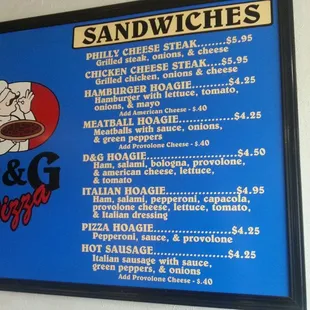 SANDWICHES
PHILLY CHEESE STEAK.......$5.95
Grilled steak, onions, & cheese
CHICKEN CHEESE STEAK...$5.95
Grilled chicken, onions & cheese
HAMBURGER HOAGIE...........$4.25
Hamburger with lettuce, tomato,
onions, & mayo
Add American Cheese - $.40
MEATBALL HOAGIE...............$4.25
Meatballs with sauce, onions,
& green peppers
Add Provolone Cheese - $.40
D&G HOAGIE.........................$4.50
Ham, salami, bologna, provolone,
& american cheese, lettuce,
& tomato
ITALIAN HOAGIE...................$4.95
Ham, salami, pepperoni, capacola,
provolone cheese, lettuce, tomato,
& Italian dressing
PIZZA HOAGIE.......................$4.25
Pepperoni, sauce, & provolone
HOT SAUSAGE.........................$4.25
Italian sausage with sauce,
green peppers, & onions
Add Provolone Cheese - $.40
&G
Pizza